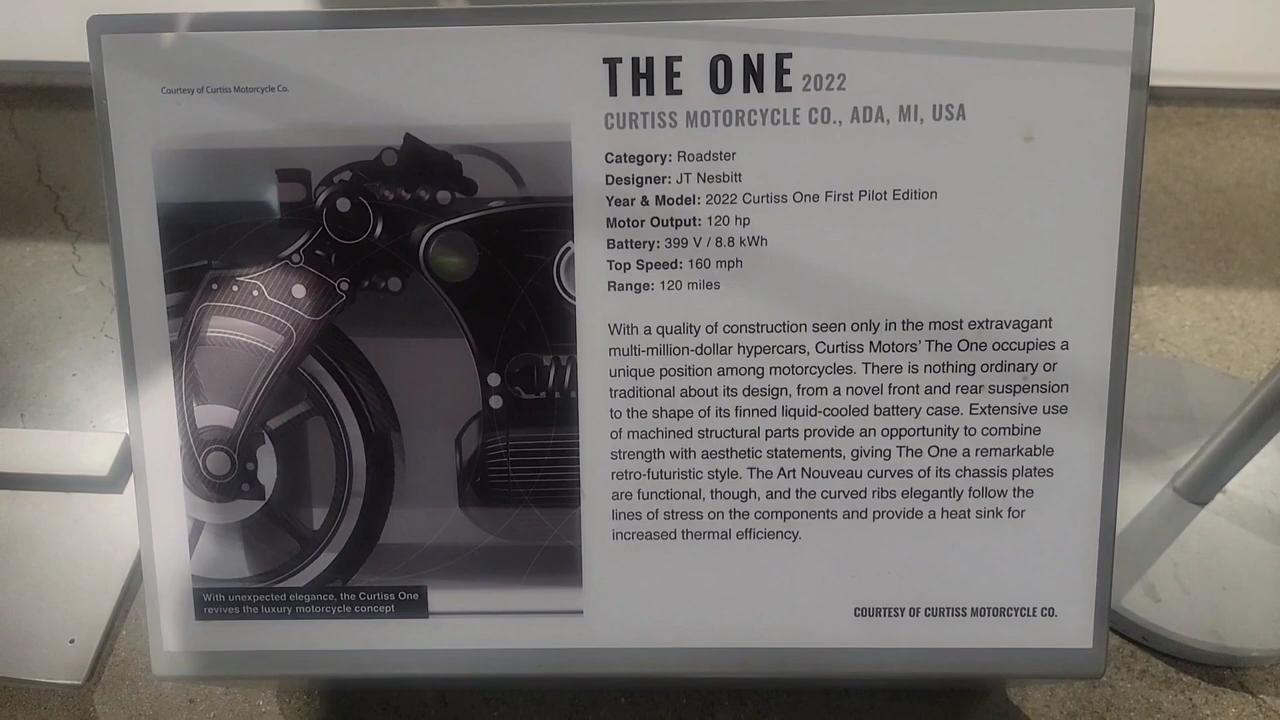 Courtesy of Curtiss Motorcycle Co.
With unexpected elegance, the Curtiss One
revives the luxury motorcycle concept
THE ONE 2022
CURTISS MOTORCYCLE CO., ADA, MI, USA
Category: Roadster
Designer: JT Nesbitt
Year & Model: 2022 Curtiss One First Pilot Edition
Motor Output: 120 hp
Battery: 399 V / 8.8 kWh
Top Speed: 160 mph
Range: 120 miles
With a quality of construction seen only in the most extravagant
multi-million-dollar hypercars, Curtiss Motors' The One occupies a
unique position among motorcycles. There is nothing ordinary or
traditional about its design, from a novel front and rear suspension
to the shape of its finned liquid-cooled battery case. Extensive use
of machined structural parts provide an opportunity to combine
strength with aesthetic statements, giving The One a remarkable
retro-futuristic style. The Art Nouveau curves of its chassis plates
are functional, though, and the curved ribs elegantly follow the
lines of stress on the components and provide a heat sink for
increased thermal efficiency.
COURTESY OF CURTISS MOTORCYCLE CO.